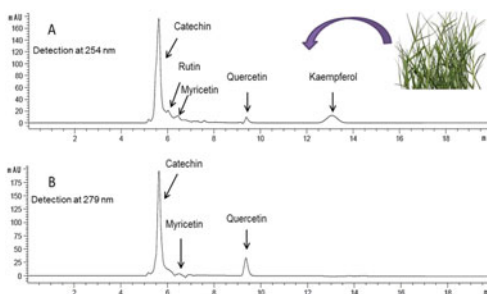 m AU
A
Catechin
160
140
Detection at 254 nm
120
100
80
Rutin
60
Myricetin
Quercetin
Kaempferol
40
20
0
2 4 6 8 10 12 14 16 18
m AU
B
Catechin
175
150
Detection at 279 nm
125
100
Myricetin
Quercetin
75
50
25
0
2 4 6 8 10 12 14 16 18